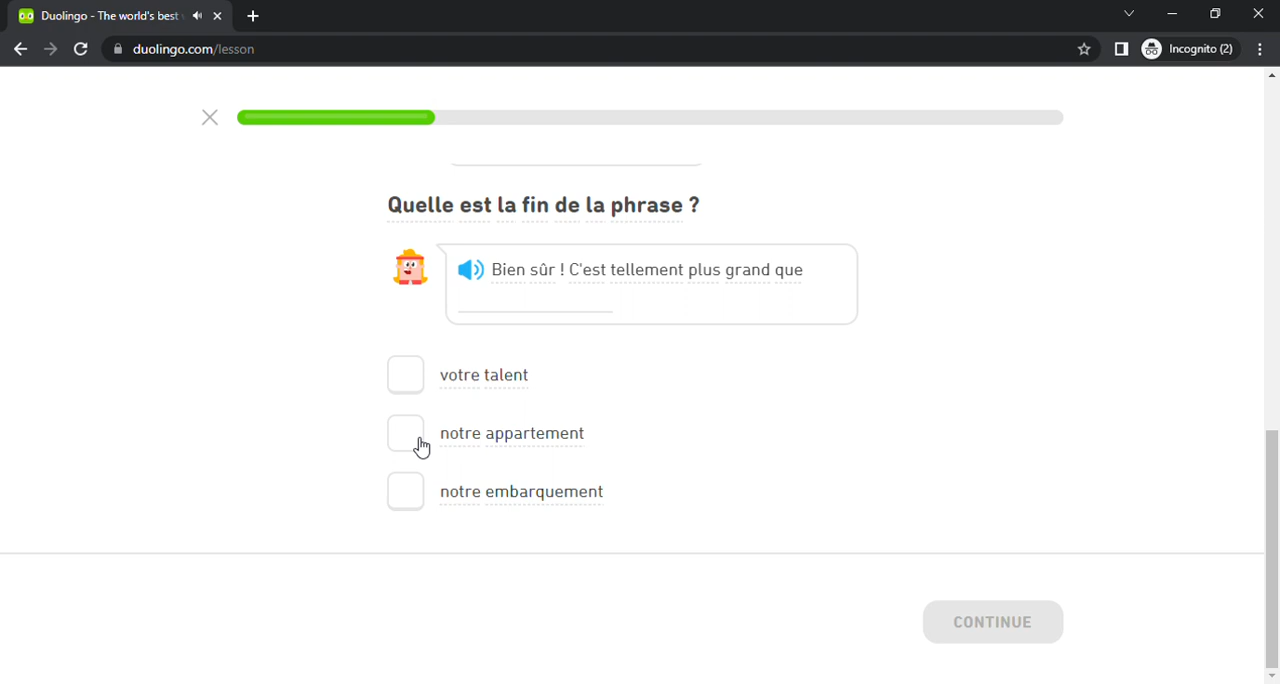 Duolingo - The world's best
duolingo.com/lesson
Incognito (2)
Quelle est la fin de la phrase ?
Bien sûr ! C'est tellement plus grand que
votre talent
notre appartement
notre embarquement
CONTINUE